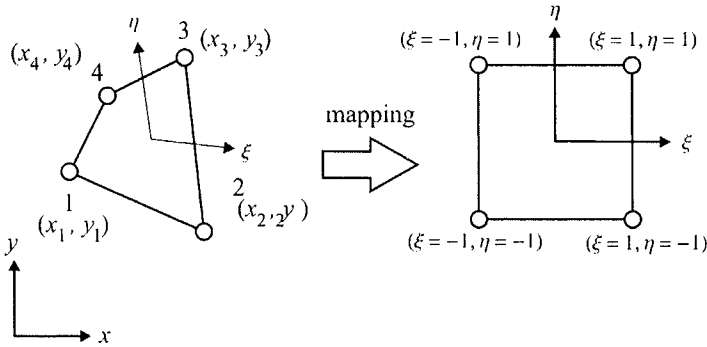 η
3
(x₃, y₃)
(x₄, y₄)
4
ξ
1
(x₁, y₁)
2
(x₂,₂y )
y
x
mapping
η
(ξ = −1, η = 1)
(ξ = 1, η = 1)
ξ
(ξ = −1, η = −1)
(ξ = 1, η = −1)